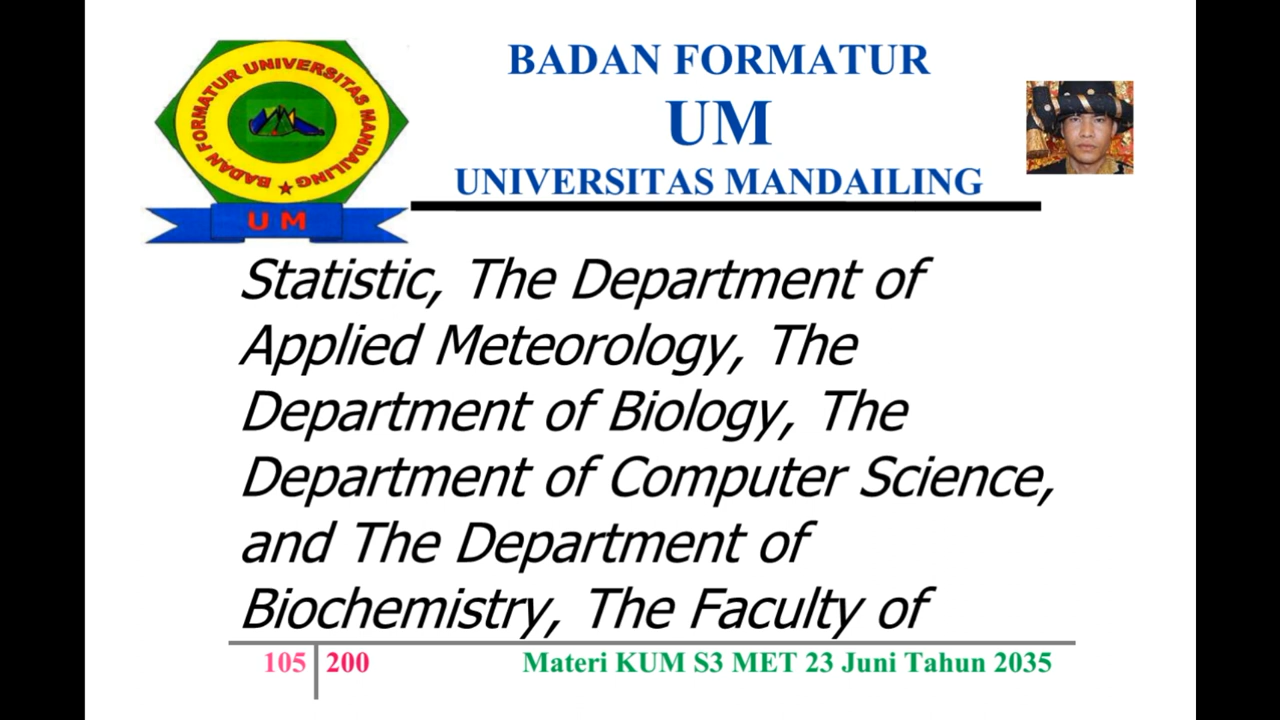 BADAN FORMATUR UNIVERSITAS MANDAILING
UM
BADAN FORMATUR
UM
UNIVERSITAS MANDAILING
Statistic, The Department of
Applied Meteorology, The
Department of Biology, The
Department of Computer Science,
and The Department of
Biochemistry, The Faculty of
105 200 Materi KUM S3 MET 23 Juni Tahun 2035